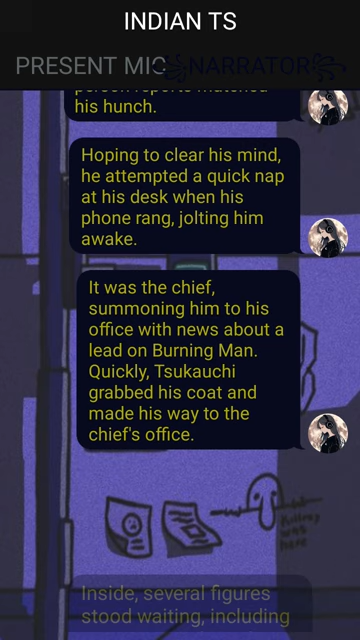 INDIAN TS
PRESENT MIC
꧁NARRATOR꧂
person reports matched
his hunch.
Hoping to clear his mind,
he attempted a quick nap
at his desk when his
phone rang, jolting him
awake.
It was the chief,
summoning him to his
office with news about a
lead on Burning Man.
Quickly, Tsukauchi
grabbed his coat and
made his way to the
chief's office.
Killroy
was
here
Inside, several figures
stood waiting, including